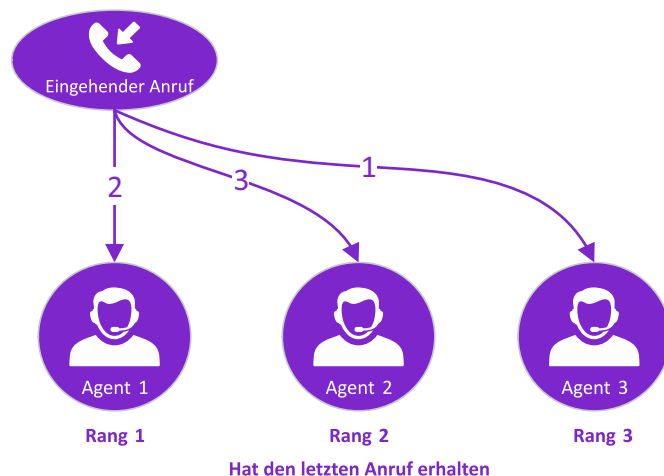 Eingehender Anruf
2
3
1
Agent 1
Agent 2
Agent 3
Rang 1
Rang 2
Rang 3
Hat den letzten Anruf erhalten